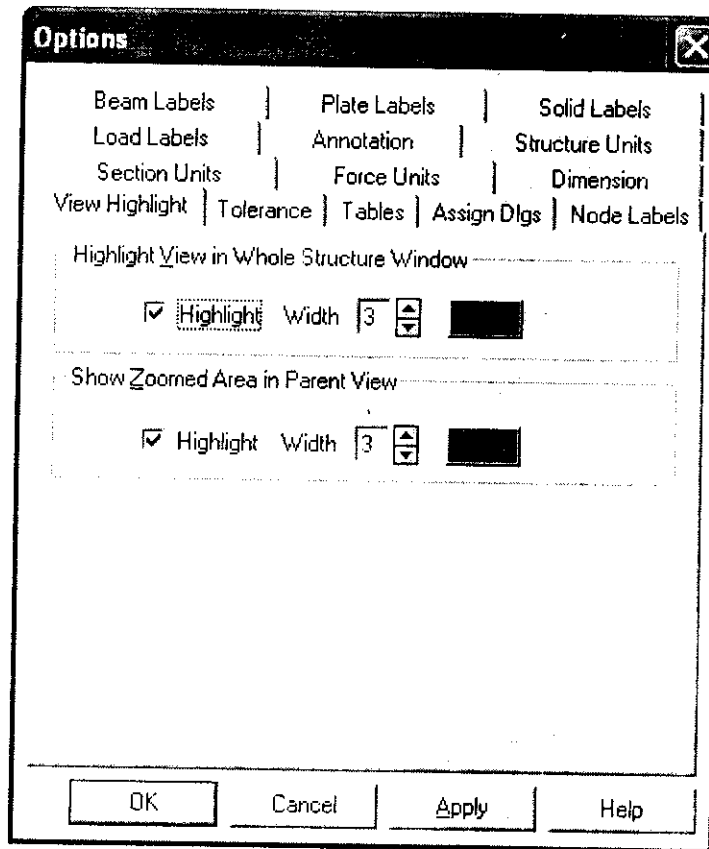 Options
Beam Labels Plate Labels Solid Labels
Load Labels Annotation Structure Units
Section Units Force Units Dimension
View Highlight Tolerance Tables Assign Dlgs Node Labels
Highlight View in Whole Structure Window
Highlight Width 3
Show Zoomed Area in Parent View
Highlight Width 3
OK Cancel Apply Help